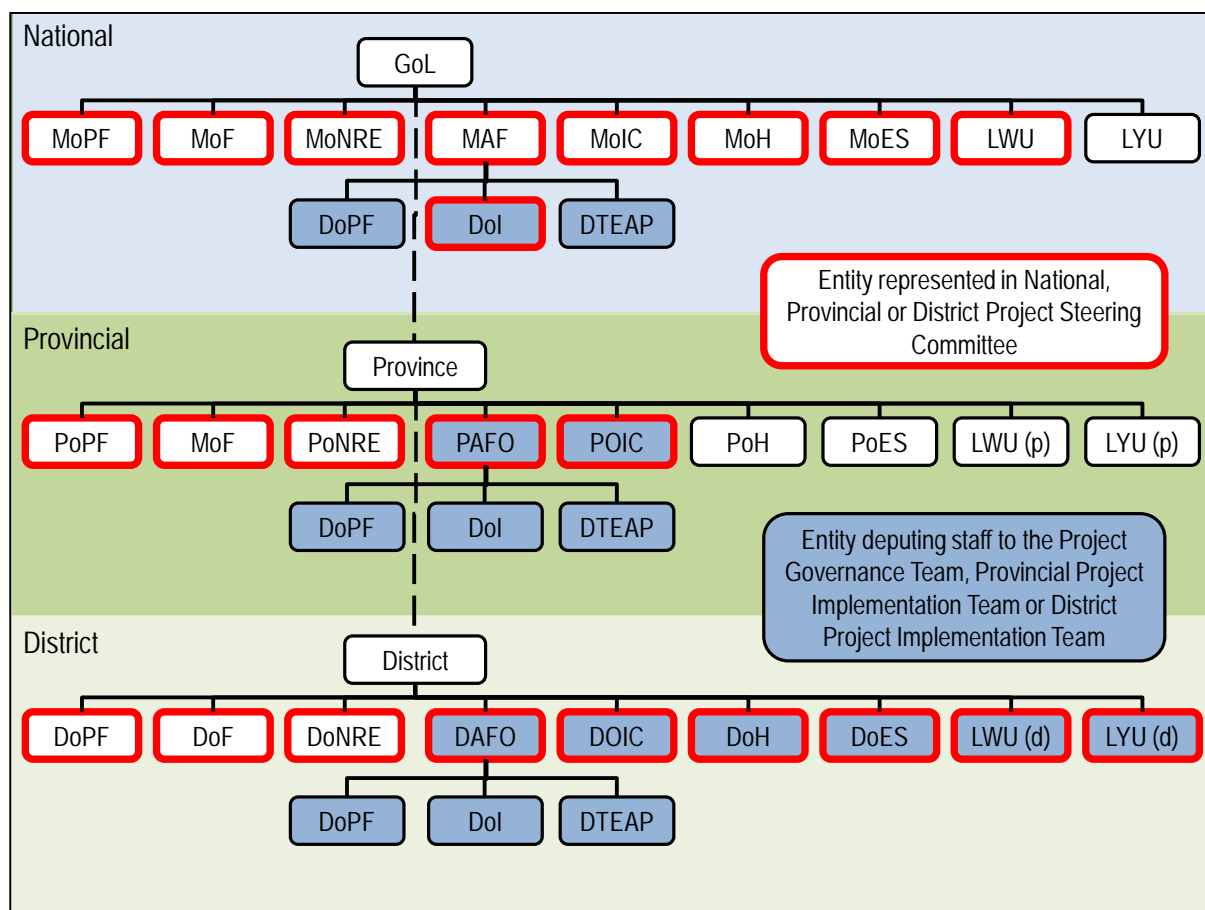 National
GoL
MoPF MoF MoNRE MAF MoIC MoH MoES LWU LYU
DoPF DoI DTEAP
Entity represented in National,
Provincial or District Project Steering
Committee
Provincial
Province
PoPF MoF PoNRE PAFO POIC PoH PoES LWU (p) LYU (p)
DoPF DoI DTEAP
Entity deputing staff to the Project
Governance Team, Provincial Project
Implementation Team or District
Project Implementation Team
District
District
DoPF DoF DoNRE DAFO DOIC DoH DoES LWU (d) LYU (d)
DoPF DoI DTEAP